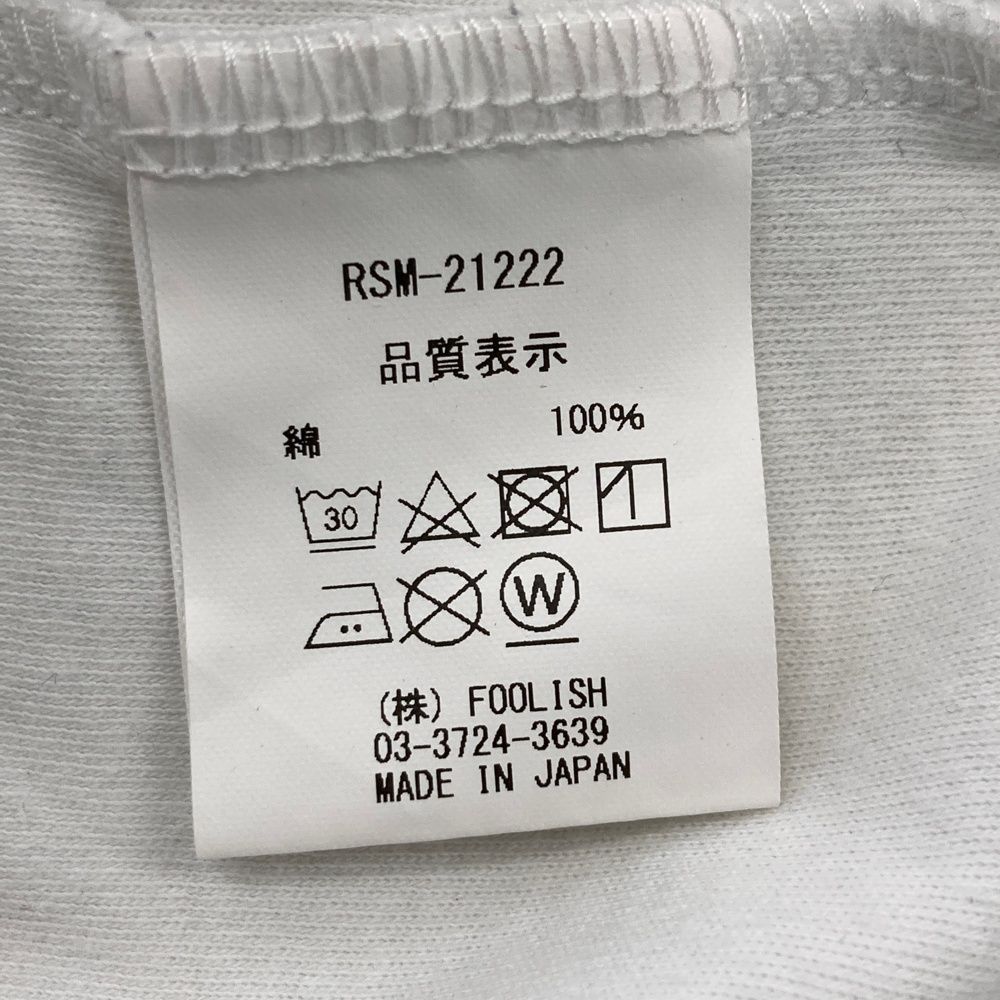 RSM-21222
品質表示
綿 100%
30
W
(株) FOOLISH
03-3724-3639
MADE IN JAPAN